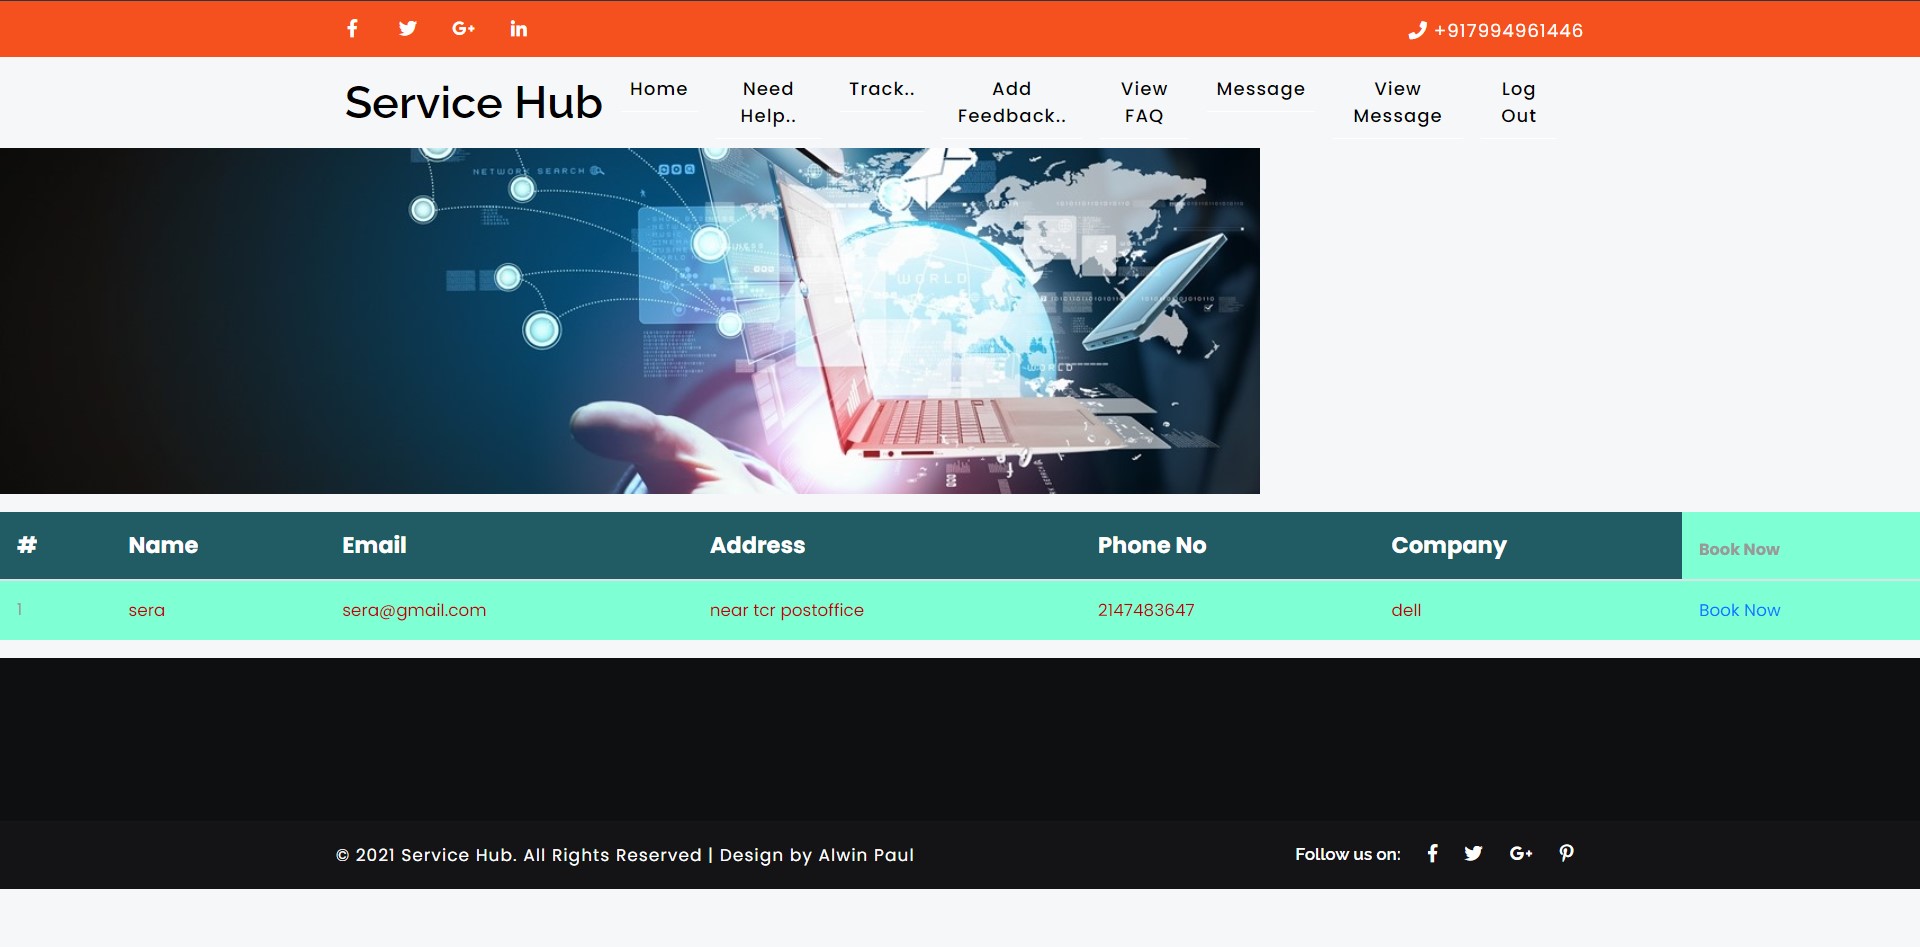 +917994961446
Service Hub
Home
Need Help..
Track..
Add Feedback..
View FAQ
Message
View Message
Log Out
NETWORK SEARCH
WORLD
WORLD
# Name Email Address Phone No Company Book Now
1 sera sera@gmail.com near tcr postoffice 2147483647 dell Book Now
© 2021 Service Hub. All Rights Reserved | Design by Alwin Paul
Follow us on: